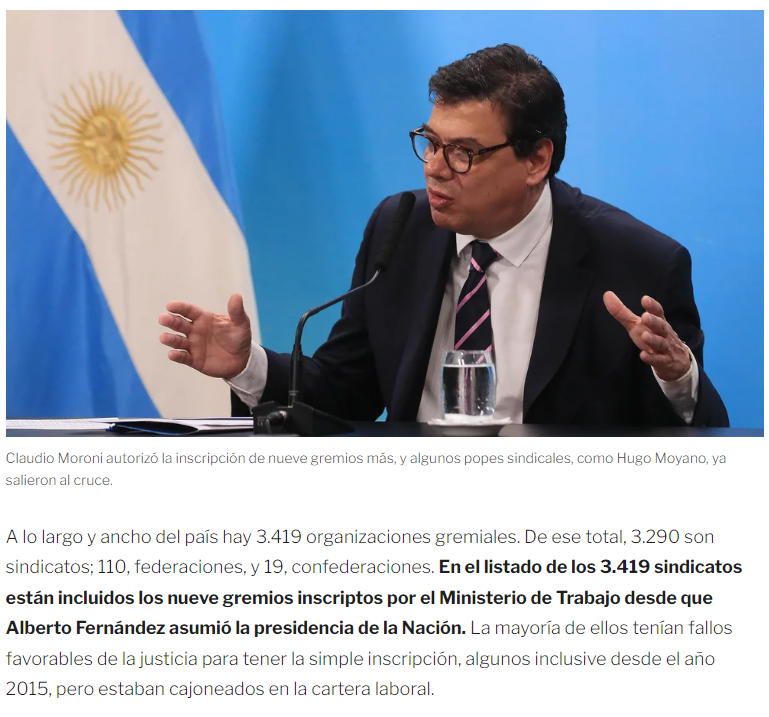 Claudio Moroni autorizó la inscripción de nueve gremios más, y algunos popes sindicales, como Hugo Moyano, ya
salieron al cruce.
A lo largo y ancho del país hay 3.419 organizaciones gremiales. De ese total, 3.290 son
sindicatos; 110, federaciones, y 19, confederaciones. En el listado de los 3.419 sindicatos
están incluidos los nueve gremios inscriptos por el Ministerio de Trabajo desde que
Alberto Fernández asumió la presidencia de la Nación. La mayoría de ellos tenían fallos
favorables de la justicia para tener la simple inscripción, algunos inclusive desde el año
2015, pero estaban cajoneados en la cartera laboral.